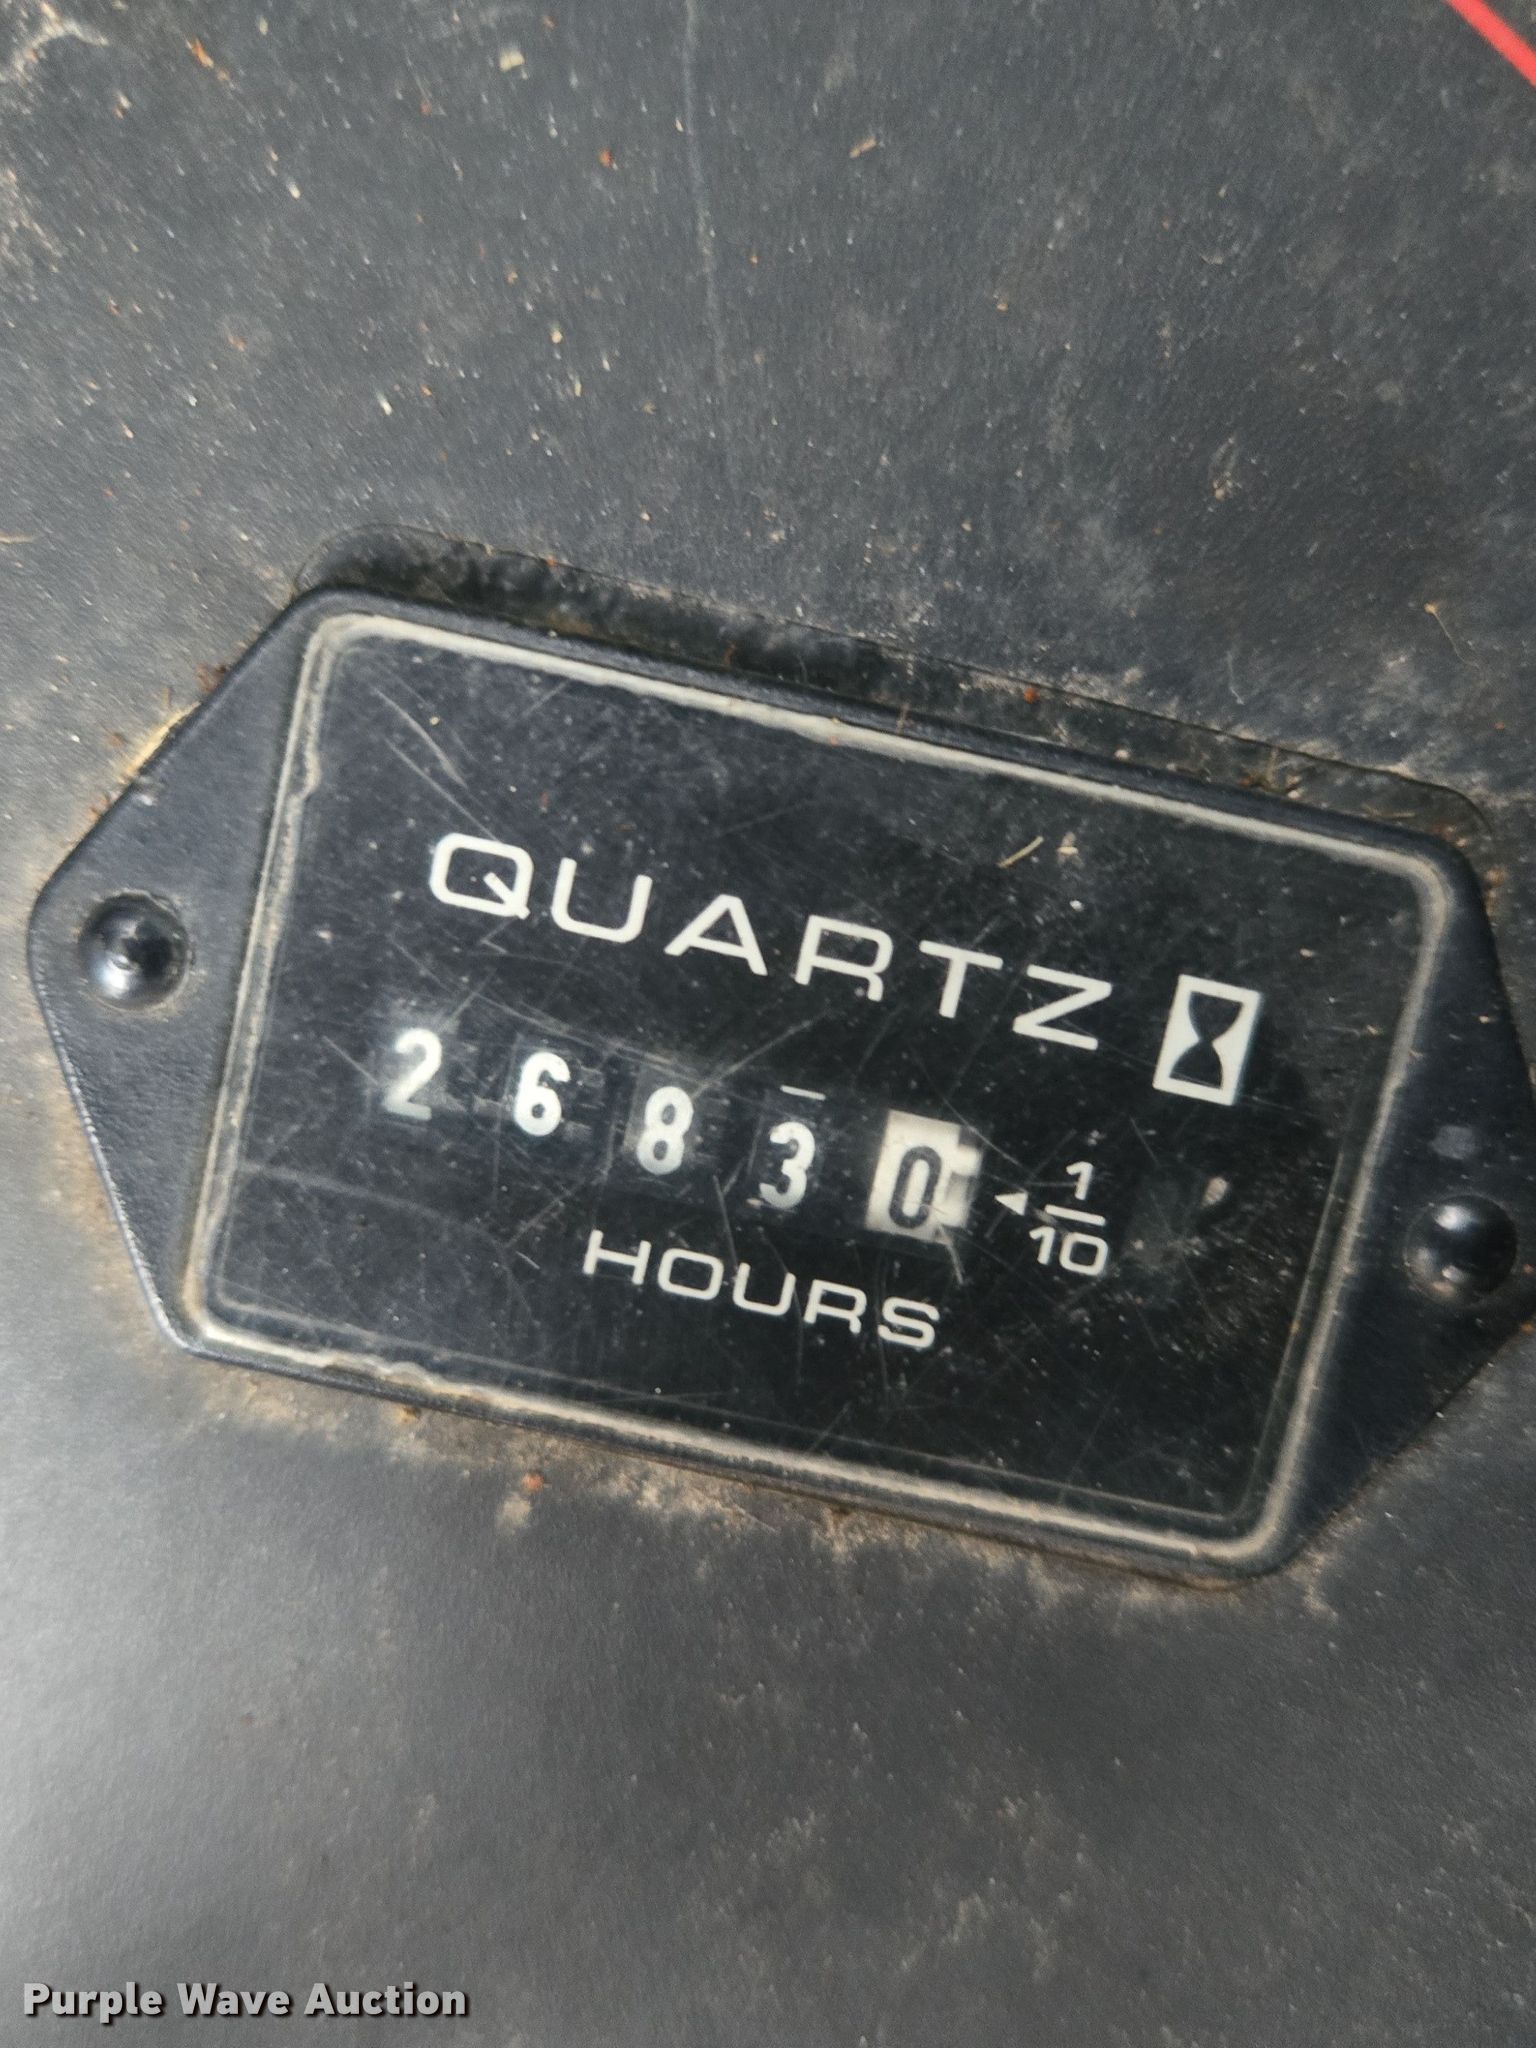 QUARTZ
26830 1/10
HOURS
Purple Wave Auction